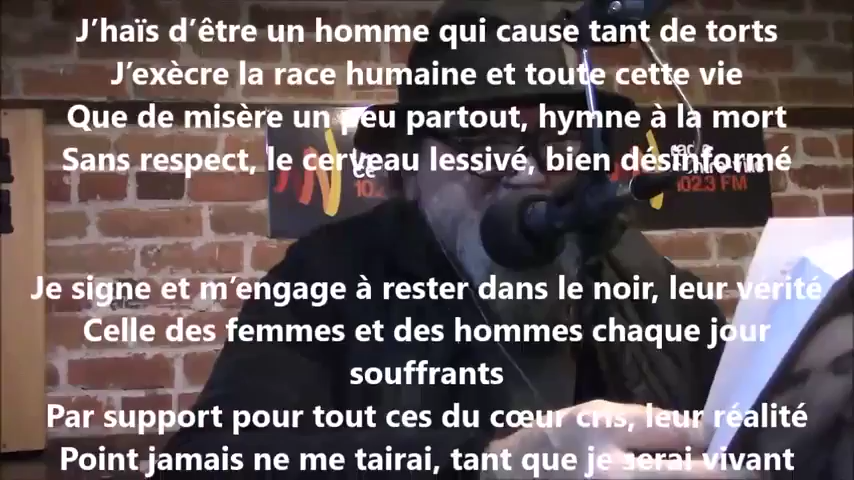 J’haïs d’être un homme qui cause tant de torts
J’exècre la race humaine et toute cette vie
Que de misère un peu partout, hymne à la mort
Sans respect, le cerveau lessivé, bien désinformé
102.3 FM
Je signe et m’engage à rester dans le noir, leur vérité
Celle des femmes et des hommes chaque jour
souffrants
Par support pour tout ces du cœur cris, leur réalité
Point jamais ne me tairai, tant que je serai vivant